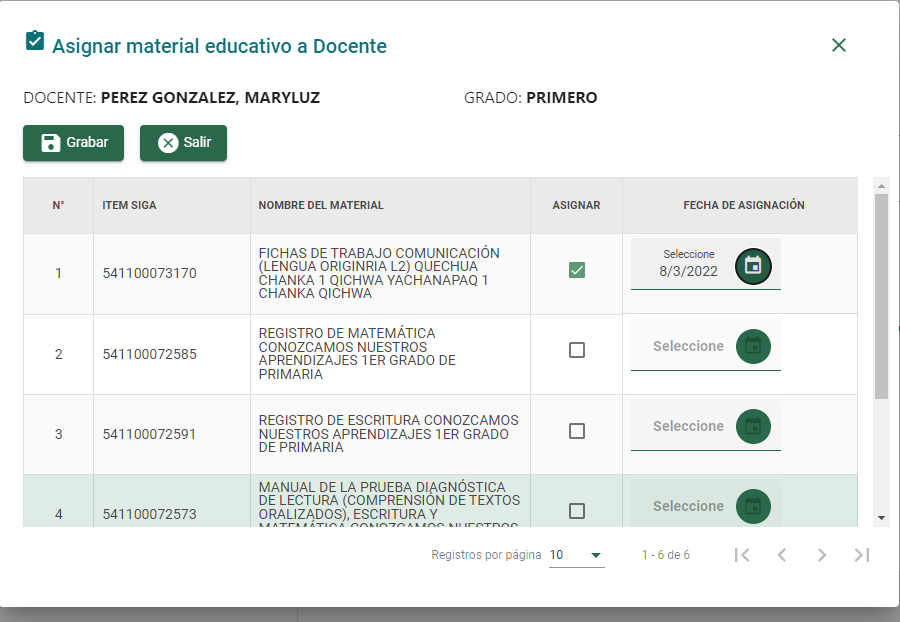 Asignar material educativo a Docente
DOCENTE: PEREZ GONZALEZ, MARYLUZ
GRADO: PRIMERO
Grabar
Salir
N° ITEM SIGA NOMBRE DEL MATERIAL ASIGNAR FECHA DE ASIGNACIÓN
1
541100073170
FICHAS DE TRABAJO COMUNICACIÓN
(LENGUA ORIGINRIA L2) QUECHUA
CHANKA 1 QICHWA YACHANAPAQ 1
CHANKA QICHWA
Seleccione
8/3/2022
2
541100072585
REGISTRO DE MATEMÁTICA
CONOZCAMOS NUESTROS
APRENDIZAJES 1ER GRADO DE
PRIMARIA
Seleccione
3
541100072591
REGISTRO DE ESCRITURA CONOZCAMOS
NUESTROS APRENDIZAJES 1ER GRADO
DE PRIMARIA
Seleccione
4
541100072573
MANUAL DE LA PRUEBA DIAGNÓSTICA
DE LECTURA (COMPRENSIÓN DE TEXTOS
ORALIZADOS), ESCRITURA Y
MATEMÁTICA CONOZCAMOS NUESTROS
Seleccione
Registros por página 10
1 - 6 de 6